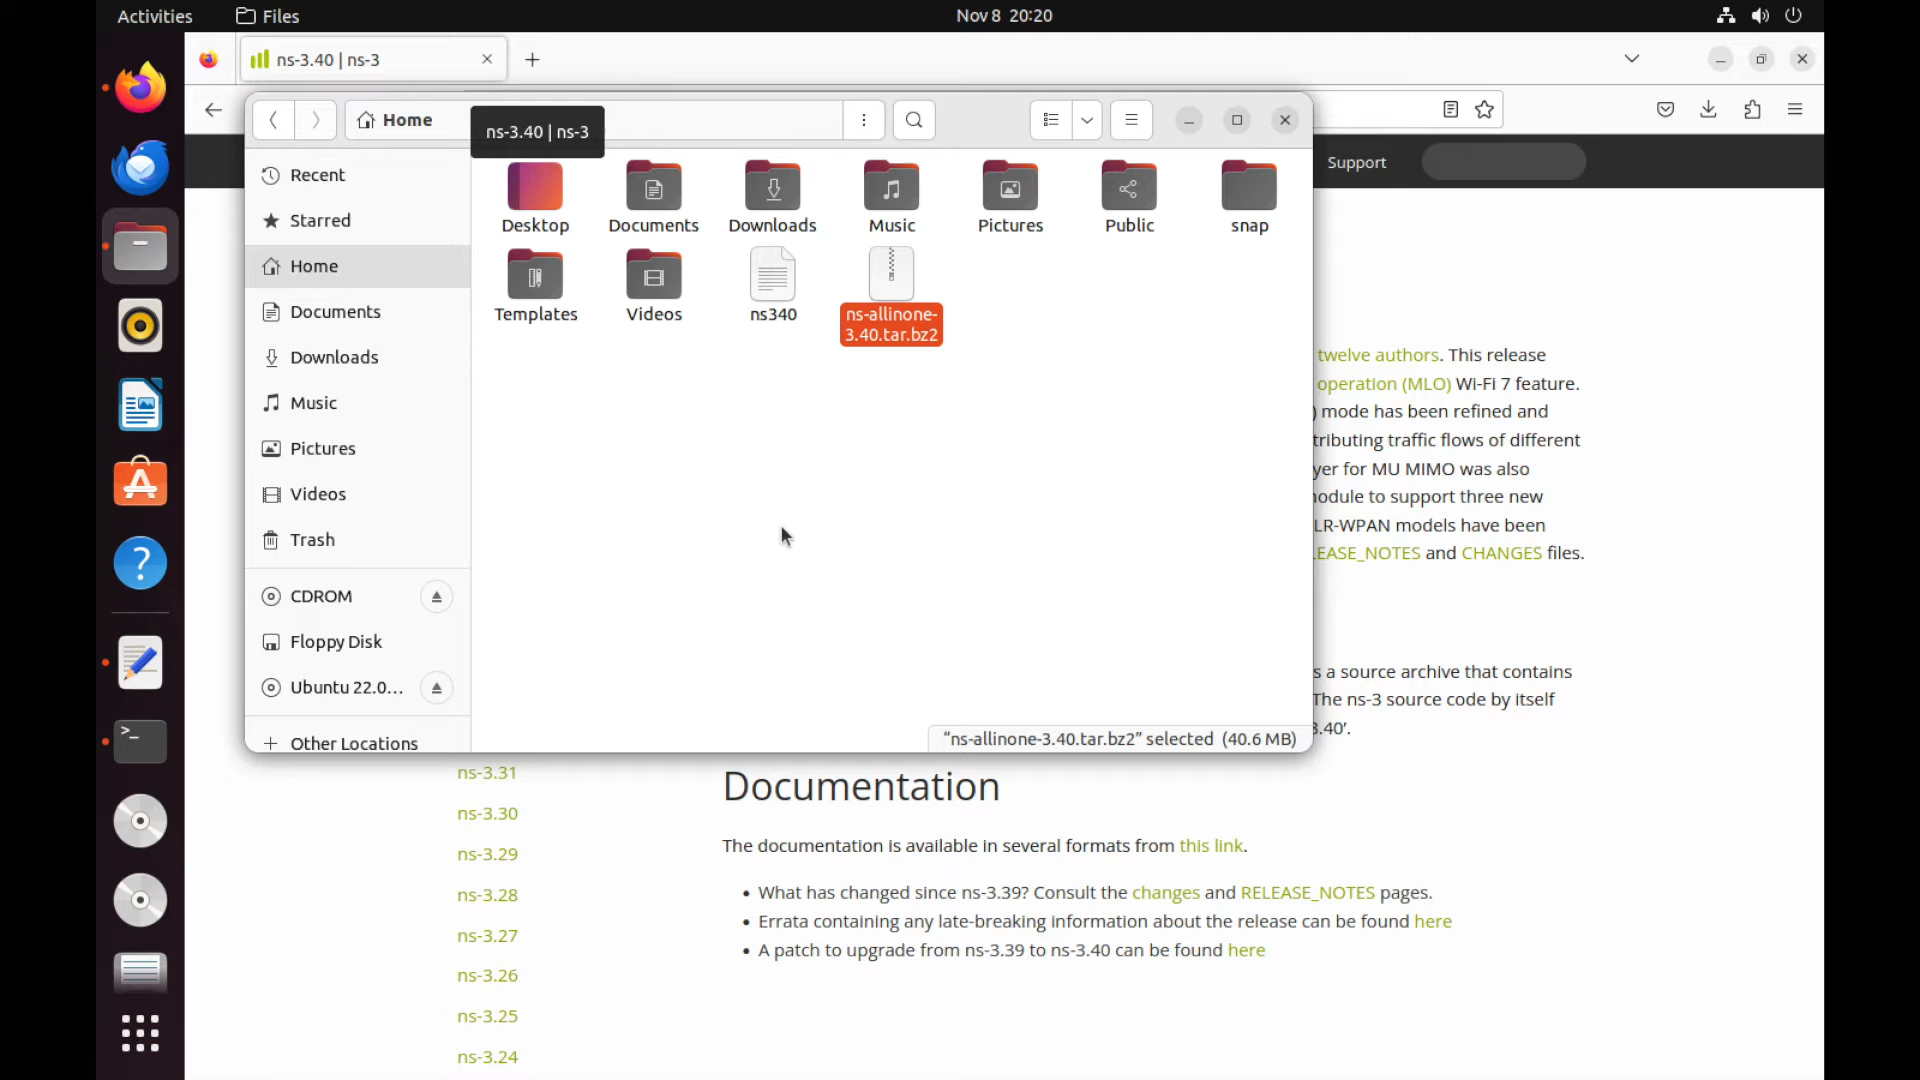 Activities
Files
Nov 8 20:20
ns-3.40 | ns-3
Home
ns-3.40 | ns-3
Support
Recent
Starred
Home
Documents
Downloads
Music
Pictures
Videos
Trash
CDROM
Floppy Disk
Ubuntu 22.0...
Other Locations
Desktop
Documents
Downloads
Music
Pictures
Public
snap
Templates
Videos
ns340
ns-allinone-
3.40.tar.bz2
"ns-allinone-3.40.tar.bz2" selected (40.6 MB)
twelve authors. This release
operation (MLO) Wi-Fi 7 feature.
) mode has been refined and
tributing traffic flows of different
yer for MU MIMO was also
odule to support three new
LR-WPAN models have been
EASE_NOTES and CHANGES files.
s a source archive that contains
The ns-3 source code by itself
3.40'.
ns-3.31
ns-3.30
ns-3.29
ns-3.28
ns-3.27
ns-3.26
ns-3.25
ns-3.24
Documentation
The documentation is available in several formats from this link.
• What has changed since ns-3.39? Consult the changes and RELEASE_NOTES pages.
• Errata containing any late-breaking information about the release can be found here
• A patch to upgrade from ns-3.39 to ns-3.40 can be found here